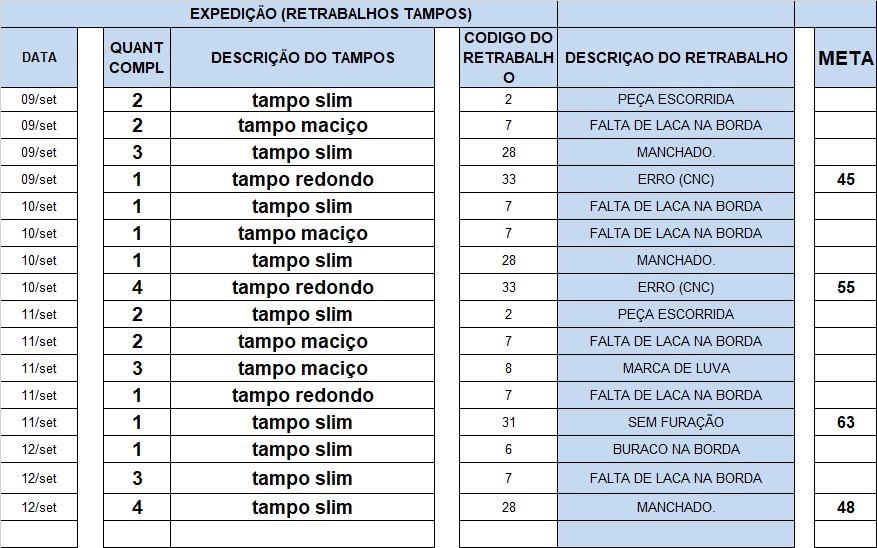 EXPEDIÇÃO (RETRABALHOS TAMPOS)
DATA QUANT COMPL DESCRIÇÃO DO TAMPOS CODIGO DO RETRABALHO DESCRIÇAO DO RETRABALHO META
09/set 2 tampo slim 2 PEÇA ESCORRIDA
09/set 2 tampo maciço 7 FALTA DE LACA NA BORDA
09/set 3 tampo slim 28 MANCHADO.
09/set 1 tampo redondo 33 ERRO (CNC) 45
10/set 1 tampo slim 7 FALTA DE LACA NA BORDA
10/set 1 tampo maciço 7 FALTA DE LACA NA BORDA
10/set 1 tampo slim 28 MANCHADO.
10/set 4 tampo redondo 33 ERRO (CNC) 55
11/set 2 tampo slim 2 PEÇA ESCORRIDA
11/set 2 tampo maciço 7 FALTA DE LACA NA BORDA
11/set 3 tampo maciço 8 MARCA DE LUVA
11/set 1 tampo redondo 7 FALTA DE LACA NA BORDA
11/set 1 tampo slim 31 SEM FURAÇÃO 63
12/set 1 tampo slim 6 BURACO NA BORDA
12/set 3 tampo slim 7 FALTA DE LACA NA BORDA
12/set 4 tampo slim 28 MANCHADO. 48